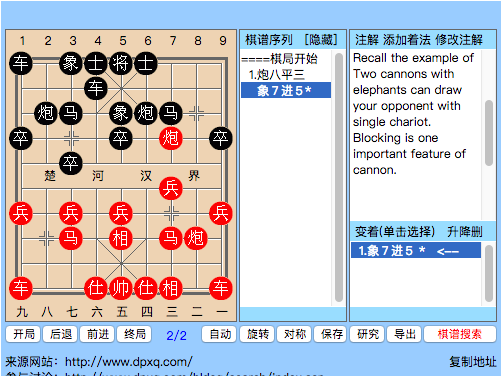 1 2 3 4 5 6 7 8 9
车 象 士 将 士
车
炮 马 象 炮 马
卒 卒 炮 卒
卒
楚 河 汉 界
兵
兵 兵 兵 兵
马 相 马 炮
车 仕 帅 仕 相 车
九 八 七 六 五 四 三 二 一
棋谱序列 [隐藏]
====棋局开始
1.炮八平三
象７进５*
注解 添加着法 修改注解
Recall the example of
Two cannons with
elephants can draw
your opponent with
single chariot.
Blocking is one
important feature of
cannon.
变着(单击选择) 升降删
1.象７进５ * <--
开局 后退 前进 终局 2/2 自动 旋转 对称 保存 研究 导出 棋谱搜索
来源网站：http://www.dpxq.com/ 复制地址